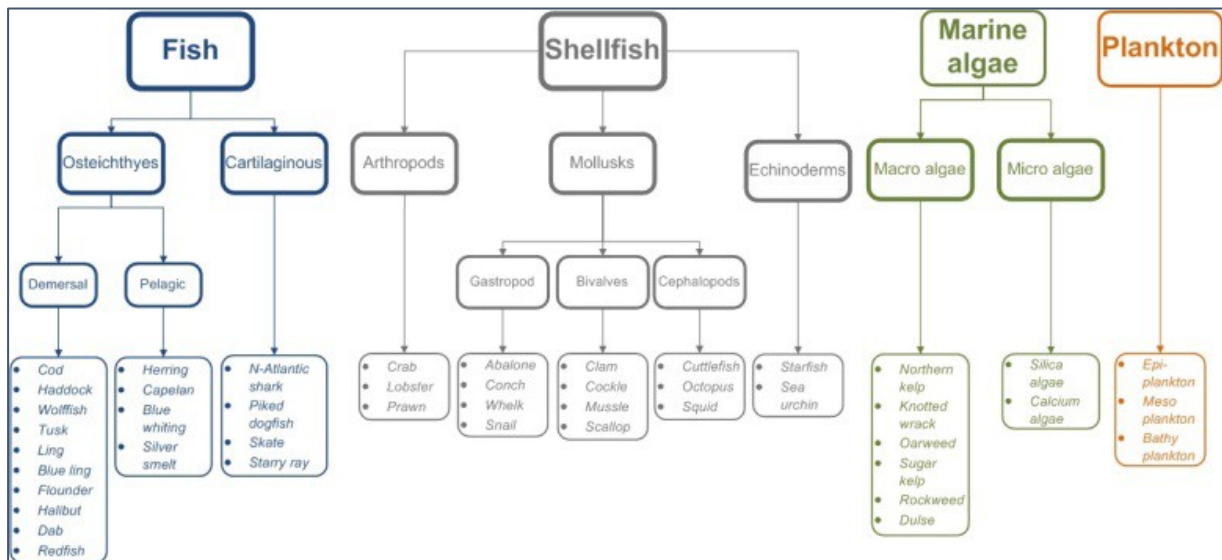 Fish
Shellfish
Marine
algae
Plankton
Osteichthyes
Cartilaginous
Arthropods
Mollusks
Echinoderms
Macro algae
Micro algae
Demersal
Pelagic
Gastropod
Bivalves
Cephalopods
• Cod
• Haddock
• Wolffish
• Tusk
• Ling
• Blue ling
• Flounder
• Halibut
• Dab
• Redfish
• Herring
• Capelan
• Blue
whiting
• Silver
smelt
• N-Atlantic
shark
• Piked
dogfish
• Skate
• Starry ray
• Crab
• Lobster
• Prawn
• Abalone
• Conch
• Whelk
• Snail
• Clam
• Cockle
• Mussle
• Scallop
• Cuttlefish
• Octopus
• Squid
• Starfish
• Sea
urchin
• Northern
kelp
• Knotted
wrack
• Oarweed
• Sugar
kelp
• Rockweed
• Dulse
• Silica
algae
• Calcium
algae
• Epi-
plankton
• Meso
plankton
• Bathy
plankton